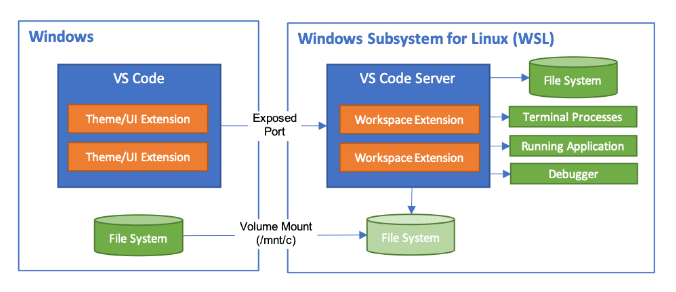 Windows
VS Code
Theme/UI Extension
Theme/UI Extension
File System
Exposed
Port
Volume Mount
(/mnt/c)
Windows Subsystem for Linux (WSL)
VS Code Server
Workspace Extension
Workspace Extension
File System
Terminal Processes
Running Application
Debugger
File System